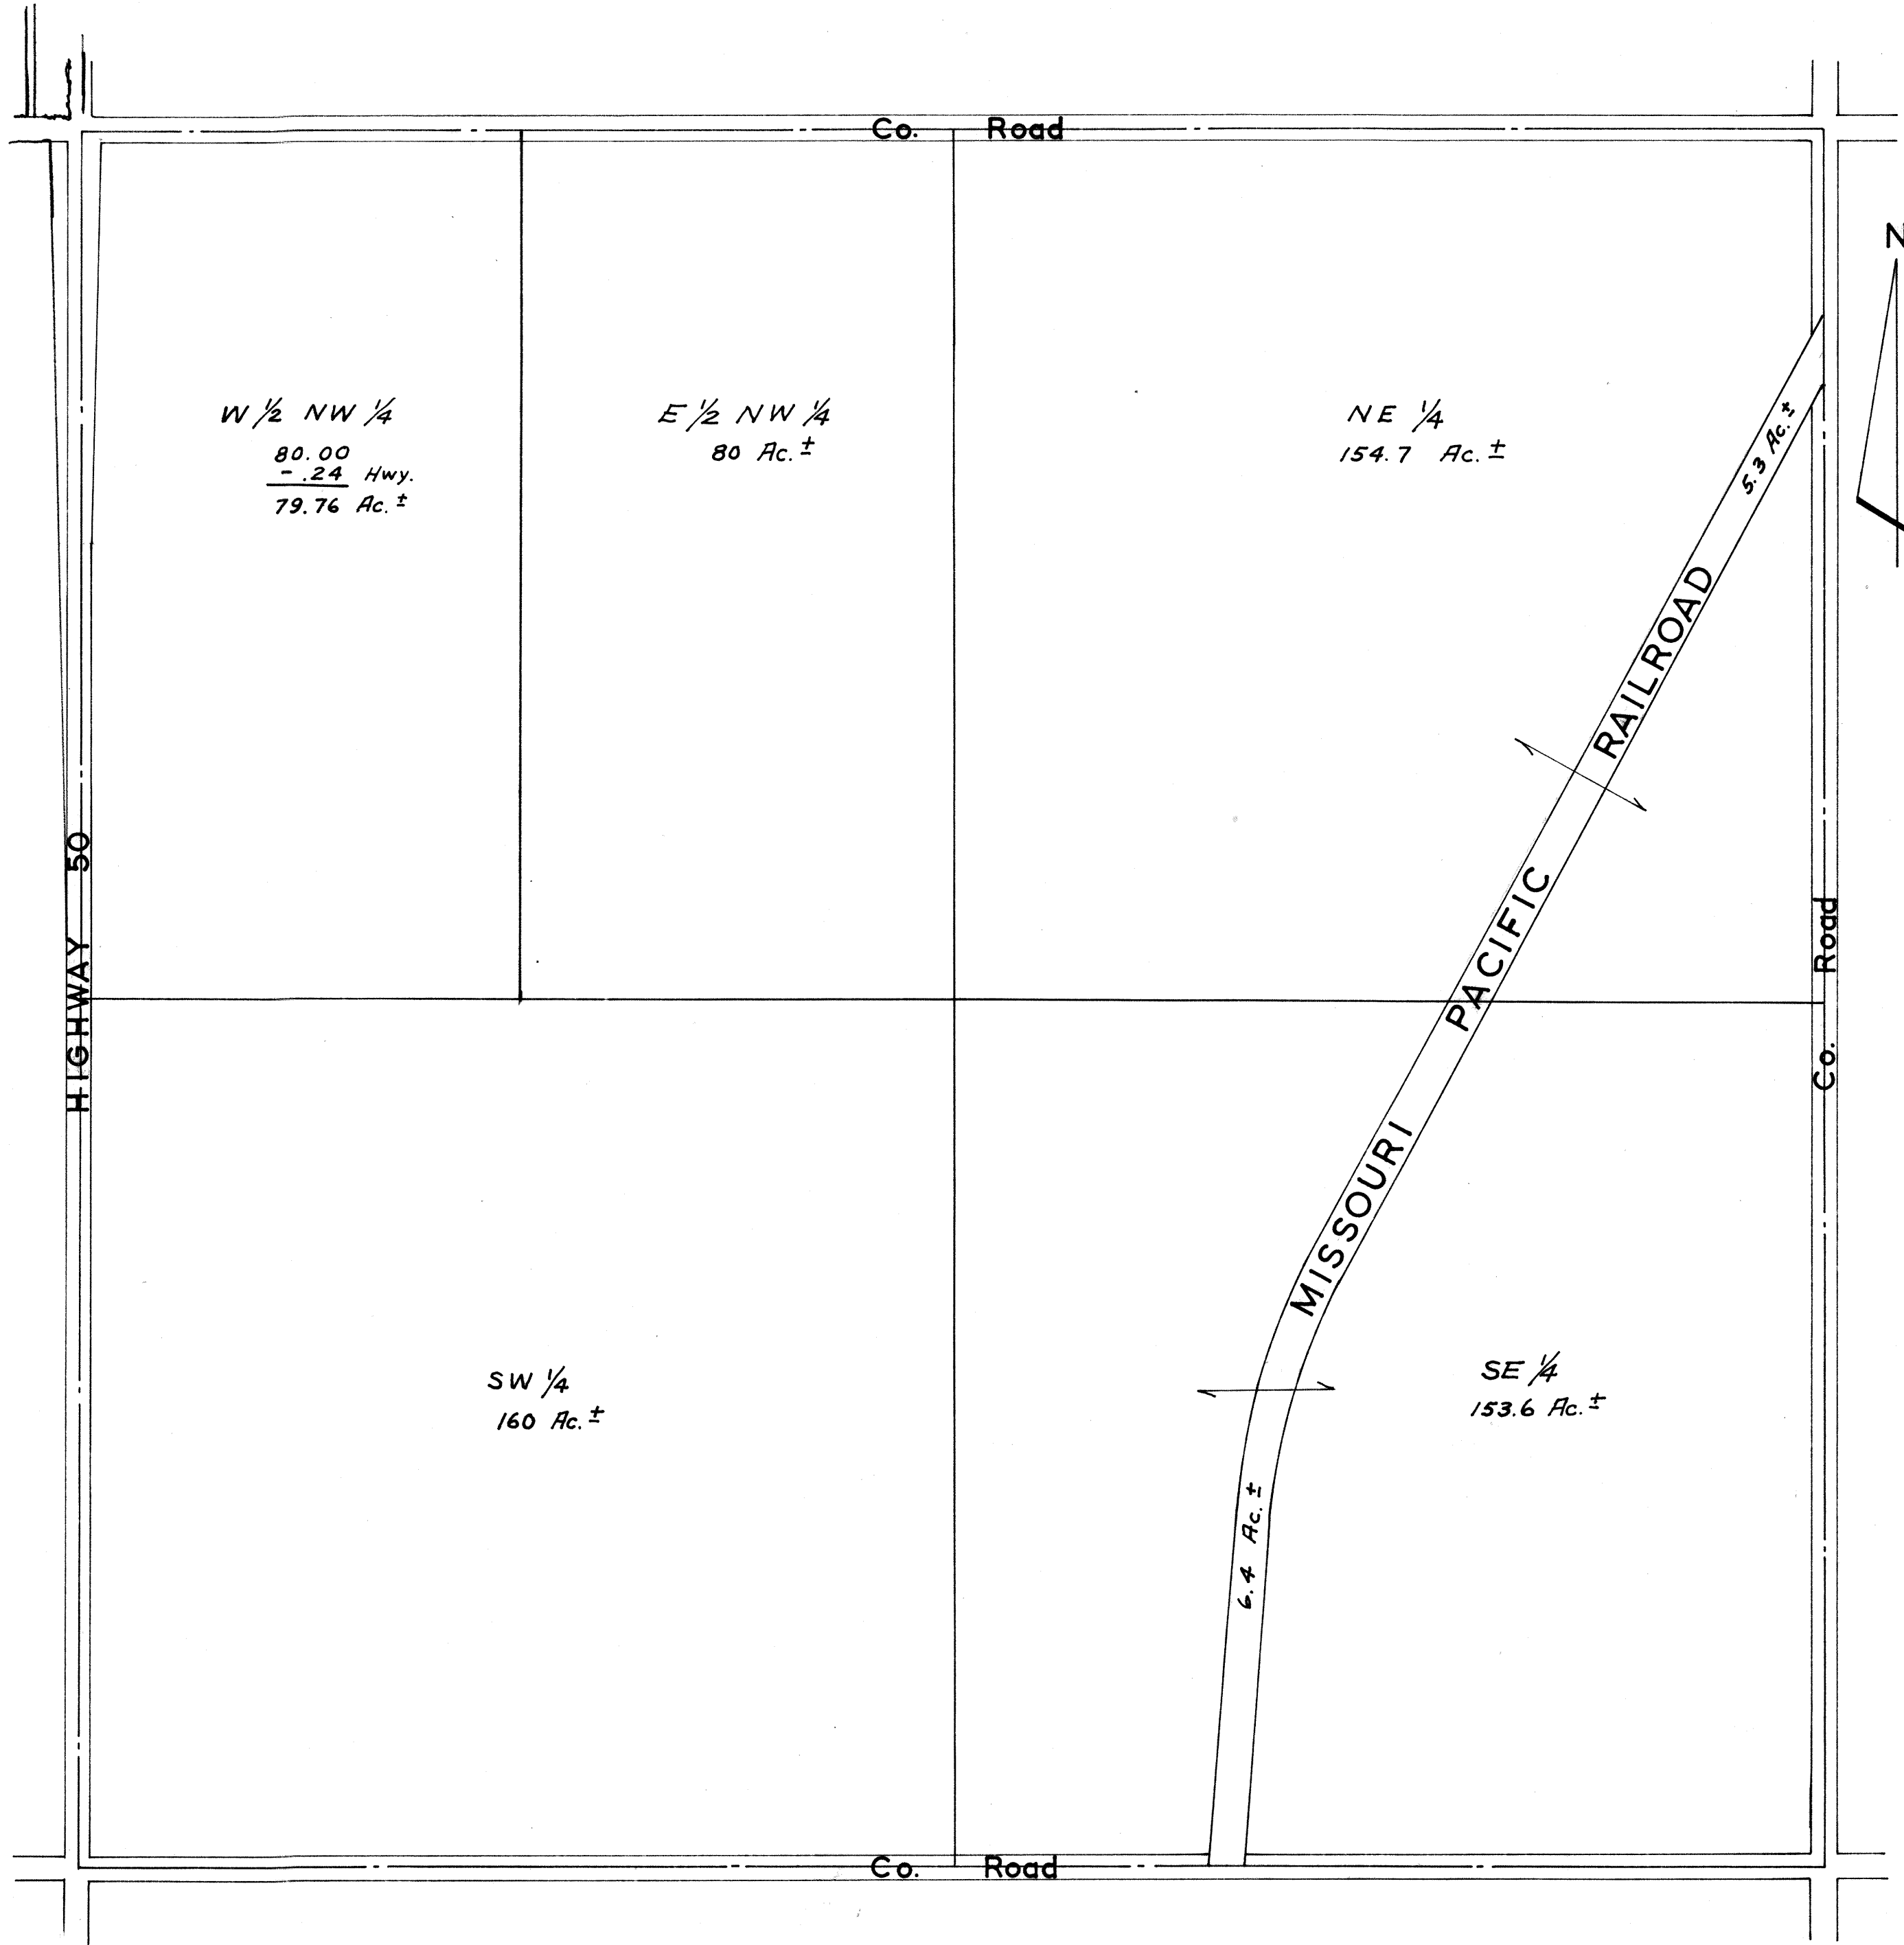 Co. Road
N
W 1/2 NW 1/4
80.00
- .24 Hwy.
79.76 Ac. ±
E 1/2 NW 1/4
80 Ac. ±
NE 1/4
154.7 Ac. ±
5.3 Ac. ±
MISSOURI PACIFIC RAILROAD
HIGHWAY 50
Co. Road
SW 1/4
160 Ac. ±
SE 1/4
153.6 Ac. ±
6.4 Ac. ±
Co. Road